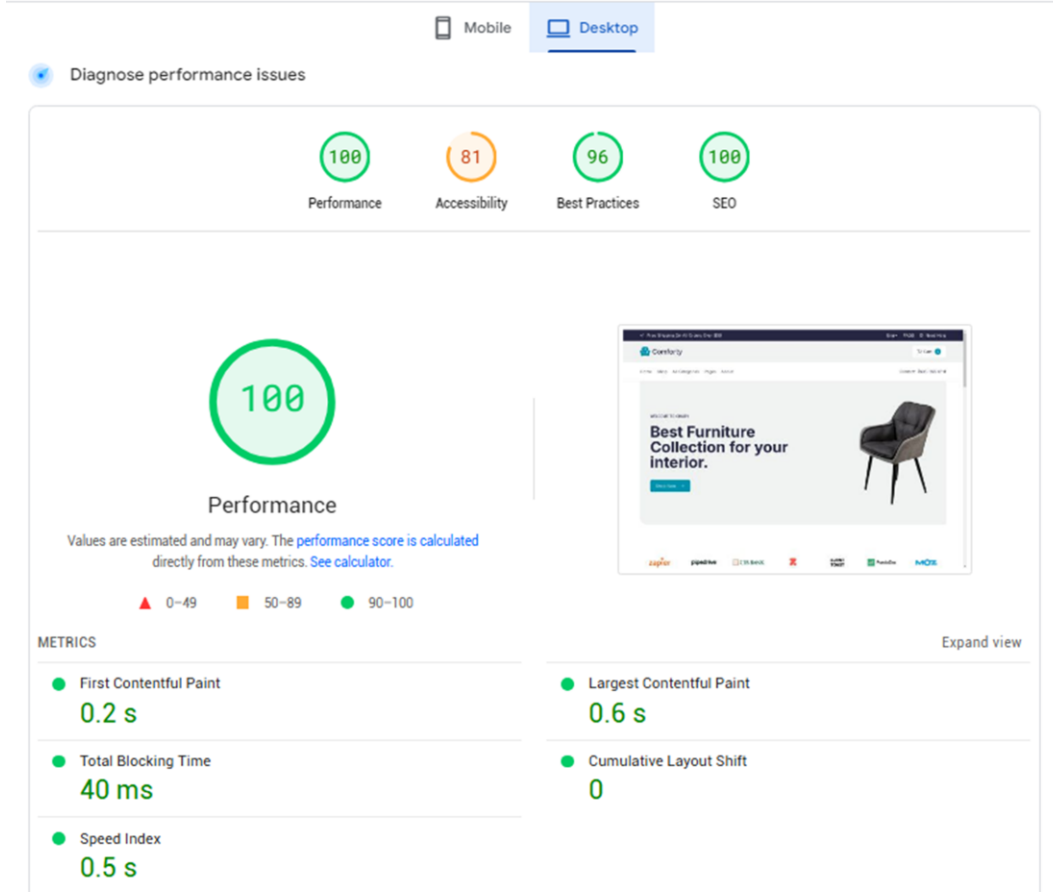 Mobile
Desktop
Diagnose performance issues
100
81
96
100
Performance
Accessibility
Best Practices
SEO
100
Performance
Values are estimated and may vary. The performance score is calculated
directly from these metrics. See calculator.
0–49
50–89
90–100
Comforty
Best Furniture
Collection for your
interior.
zapier
pipedrive
MOZ
METRICS
Expand view
First Contentful Paint
0.2 s
Largest Contentful Paint
0.6 s
Total Blocking Time
40 ms
Cumulative Layout Shift
0
Speed Index
0.5 s